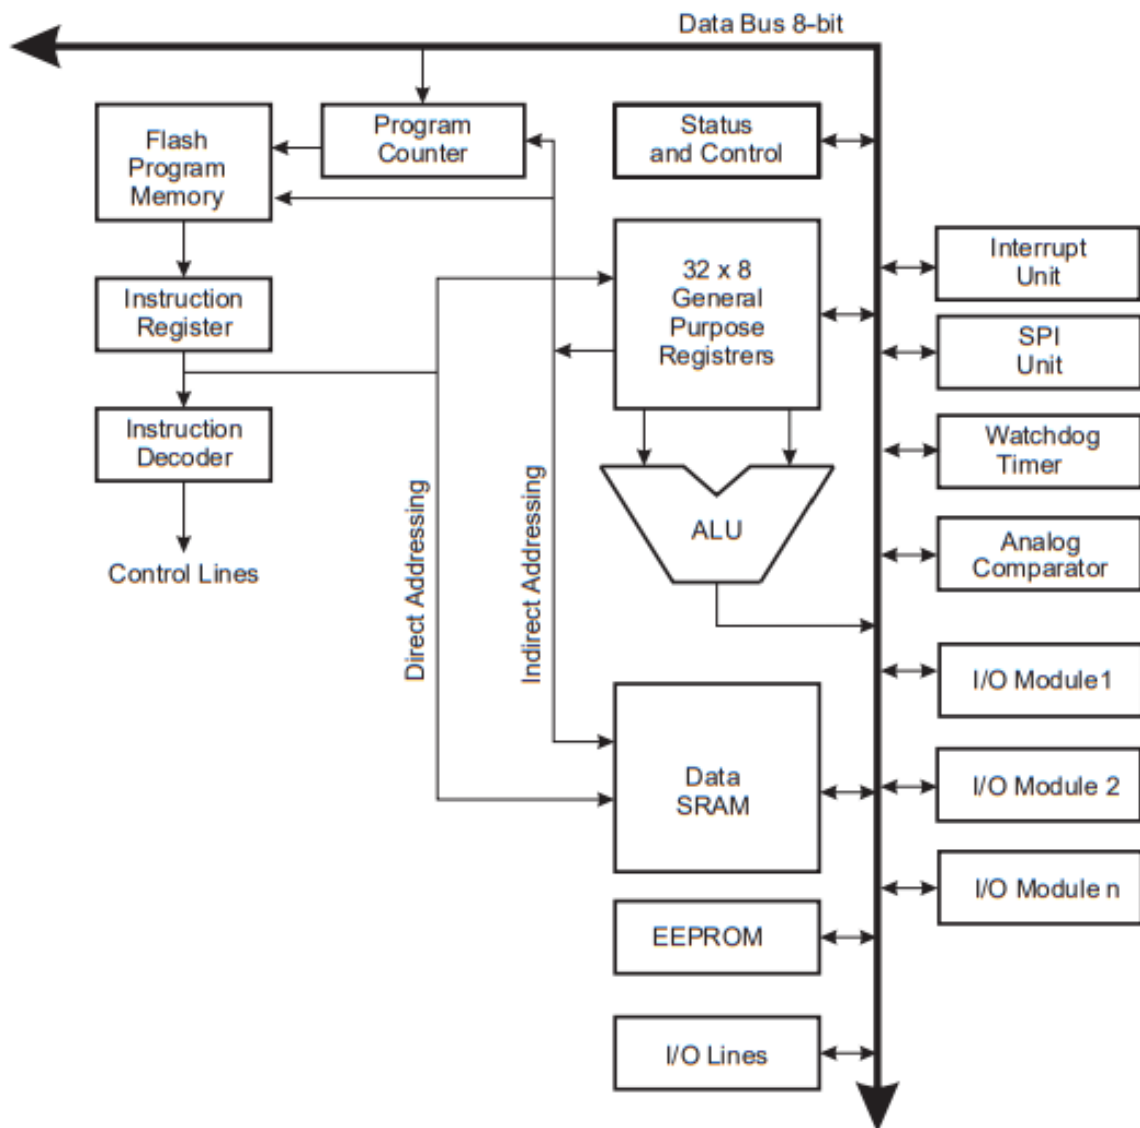 Data Bus 8-bit
Flash
Program
Memory
Program
Counter
Status
and Control
32 x 8
General
Purpose
Registrers
Interrupt
Unit
Instruction
Register
SPI
Unit
Instruction
Decoder
Watchdog
Timer
Control Lines
Direct Addressing
Indirect Addressing
ALU
Analog
Comparator
I/O Module1
Data
SRAM
I/O Module 2
I/O Module n
EEPROM
I/O Lines